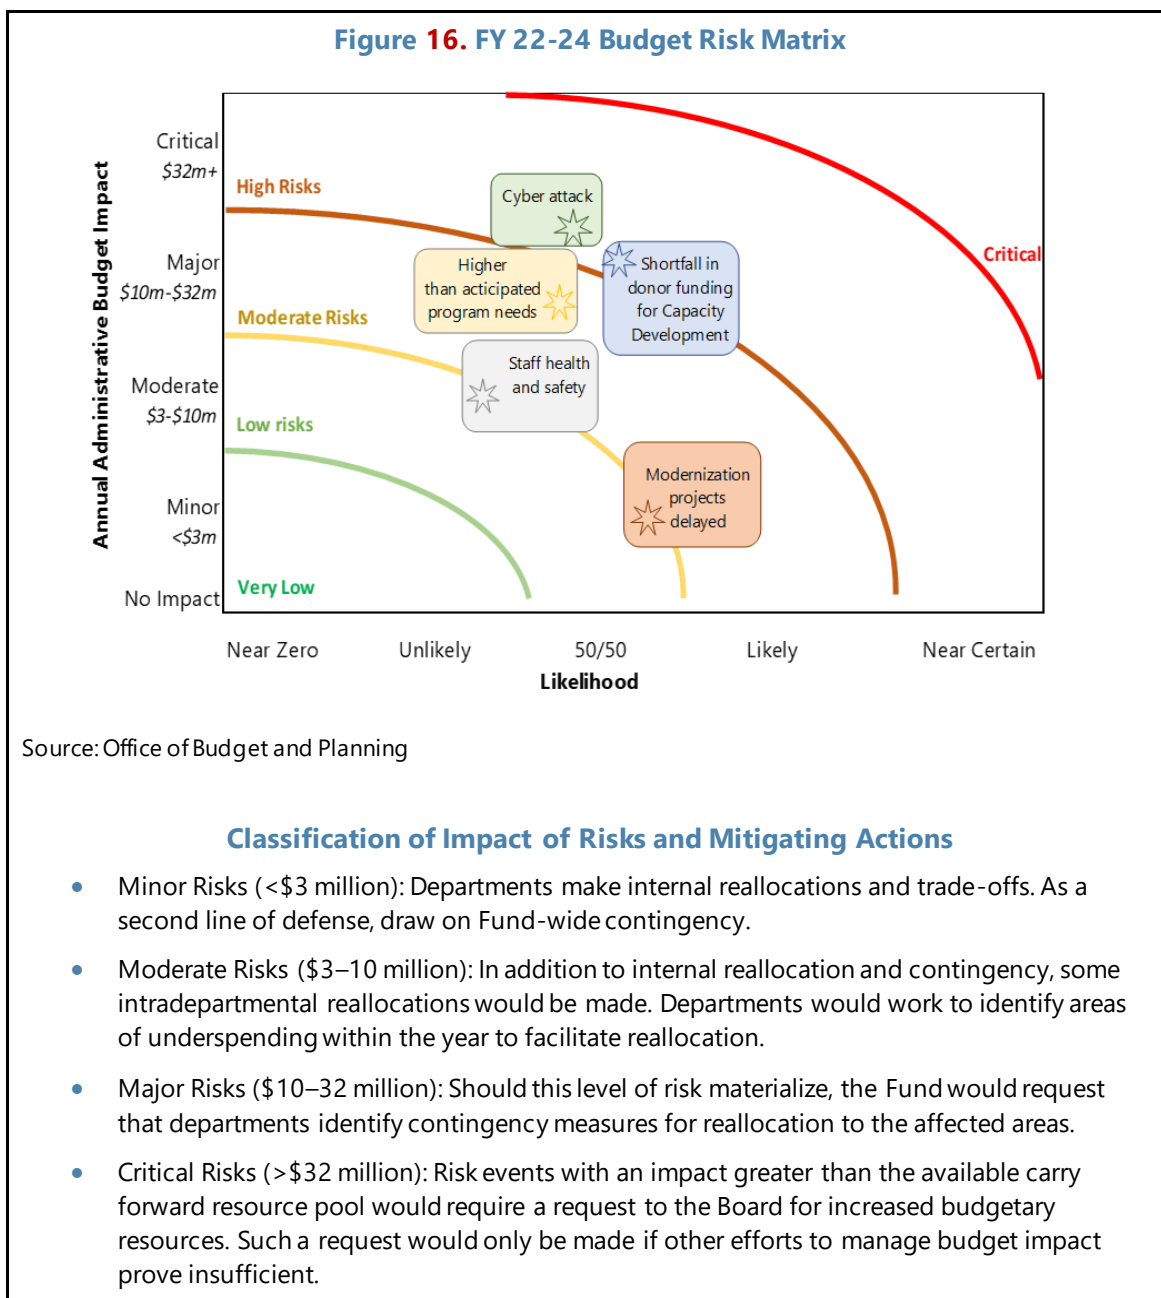 Figure 16. FY 22-24 Budget Risk Matrix
Annual Administrative Budget Impact
Critical
$32m+
Major
$10m-$32m
Moderate
$3-$10m
Minor
<$3m
No Impact
High Risks
Moderate Risks
Low risks
Very Low
Critical
Cyber attack
Higher
than acticipated
program needs
Shortfall in
donor funding
for Capacity
Development
Staff health
and safety
Modernization
projects
delayed
Near Zero
Unlikely
50/50
Likely
Near Certain
Likelihood
Source: Office of Budget and Planning
Classification of Impact of Risks and Mitigating Actions
• Minor Risks (<$3 million): Departments make internal reallocations and trade-offs. As a
second line of defense, draw on Fund-wide contingency.
• Moderate Risks ($3–10 million): In addition to internal reallocation and contingency, some
intradepartmental reallocations would be made. Departments would work to identify areas
of underspending within the year to facilitate reallocation.
• Major Risks ($10–32 million): Should this level of risk materialize, the Fund would request
that departments identify contingency measures for reallocation to the affected areas.
• Critical Risks (>$32 million): Risk events with an impact greater than the available carry
forward resource pool would require a request to the Board for increased budgetary
resources. Such a request would only be made if other efforts to manage budget impact
prove insufficient.